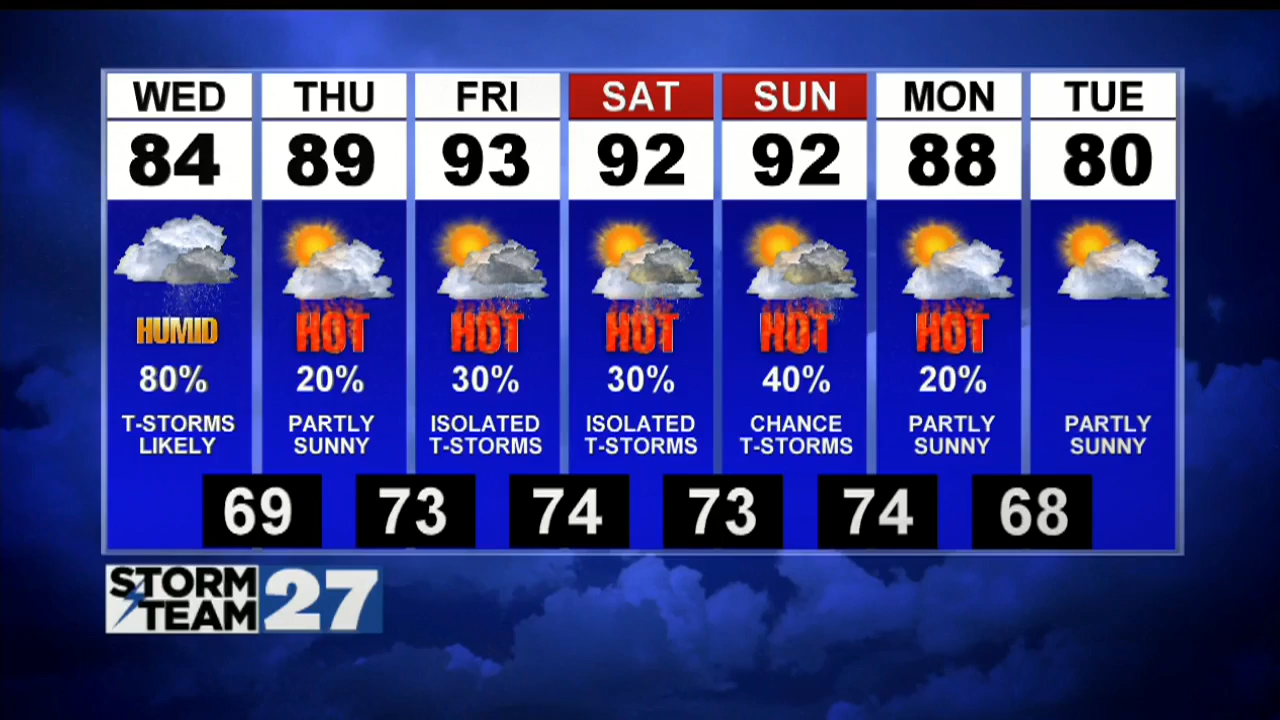 WED THU FRI SAT SUN MON TUE
84 89 93 92 92 88 80
HUMID HOT HOT HOT HOT HOT
80% 20% 30% 30% 40% 20%
T-STORMS PARTLY ISOLATED ISOLATED CHANCE PARTLY PARTLY
LIKELY SUNNY T-STORMS T-STORMS T-STORMS SUNNY SUNNY
69 73 74 73 74 68
STORM
TEAM 27